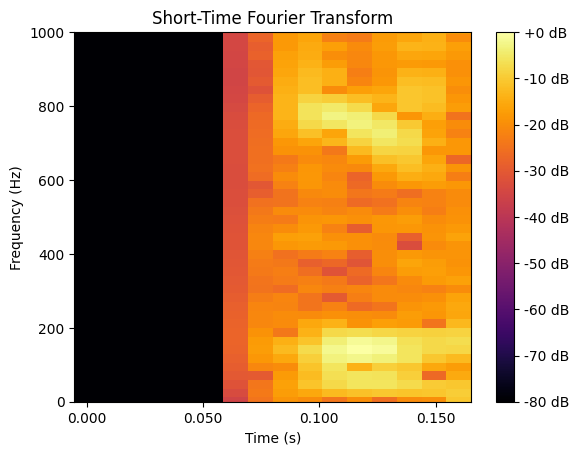 Short-Time Fourier Transform
1000
800
600
400
200
0
Frequency (Hz)
0.000
0.050
0.100
0.150
Time (s)
+0 dB
-10 dB
-20 dB
-30 dB
-40 dB
-50 dB
-60 dB
-70 dB
-80 dB